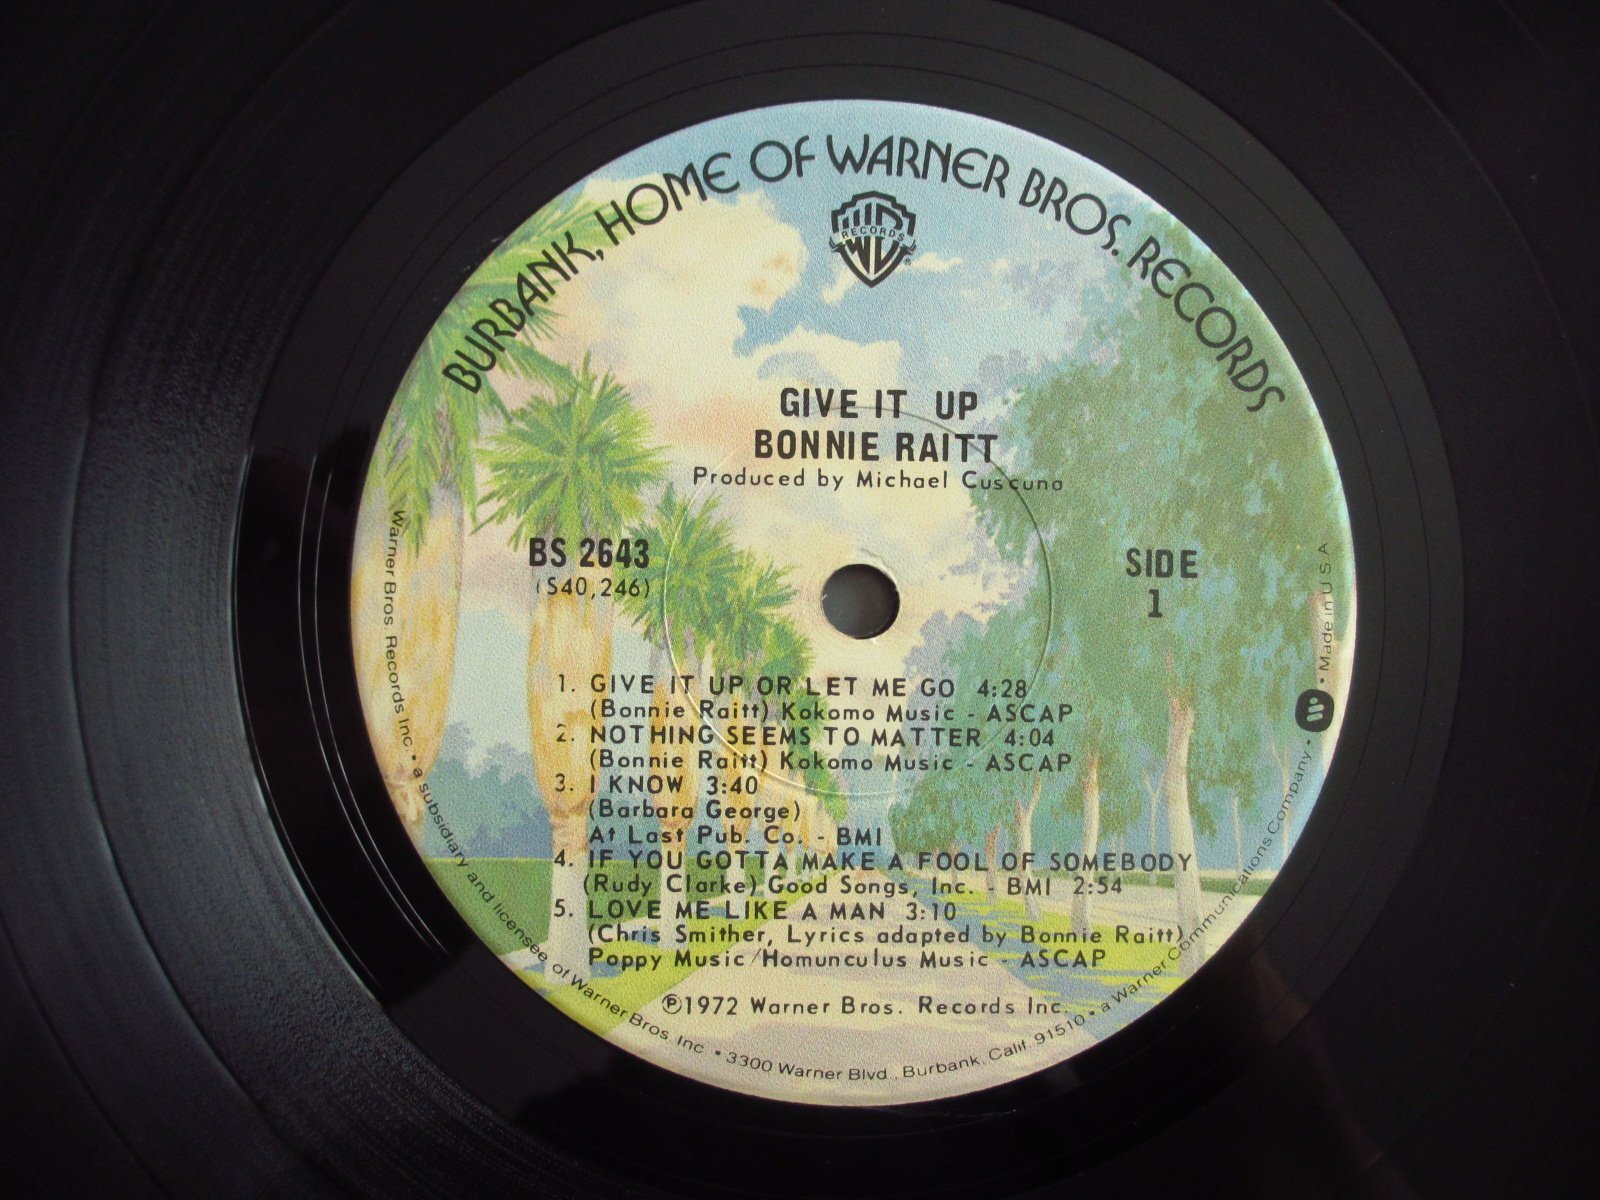 BURBANK, HOME OF WARNER BROS. RECORDS
RECORDS
GIVE IT UP
BONNIE RAITT
Produced by Michael Cuscuna
BS 2643
(S40,246)
SIDE
1
1. GIVE IT UP OR LET ME GO 4:28
(Bonnie Raitt) Kokomo Music - ASCAP
2. NOTHING SEEMS TO MATTER 4:04
(Bonnie Raitt) Kokomo Music - ASCAP
3. I KNOW 3:40
(Barbara George)
At Last Pub. Co. - BMI
4. IF YOU GOTTA MAKE A FOOL OF SOMEBODY
(Rudy Clarke) Good Songs, Inc. - BMI 2:54
5. LOVE ME LIKE A MAN 3:10
(Chris Smither, Lyrics adapted by Bonnie Raitt)
Poppy Music/Homunculus Music - ASCAP
℗1972 Warner Bros. Records Inc.
Warner Bros. Records Inc. • a subsidiary and licensee of Warner Bros. Inc. • 3300 Warner Blvd., Burbank, Calif. 91510 • a Warner Communications Company • Made in U.S.A.